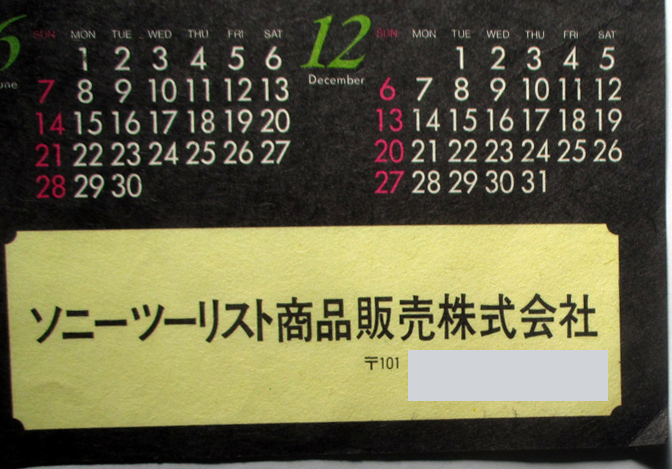 6 SUN MON TUE WED THU FRI SAT
une
1 2 3 4 5 6
7 8 9 10 11 12 13
14 15 16 17 18 19 20
21 22 23 24 25 26 27
28 29 30
12 SUN MON TUE WED THU FRI SAT
December
1 2 3 4 5
6 7 8 9 10 11 12
13 14 15 16 17 18 19
20 21 22 23 24 25 26
27 28 29 30 31
ソニーツーリスト商品販売株式会社
〒101